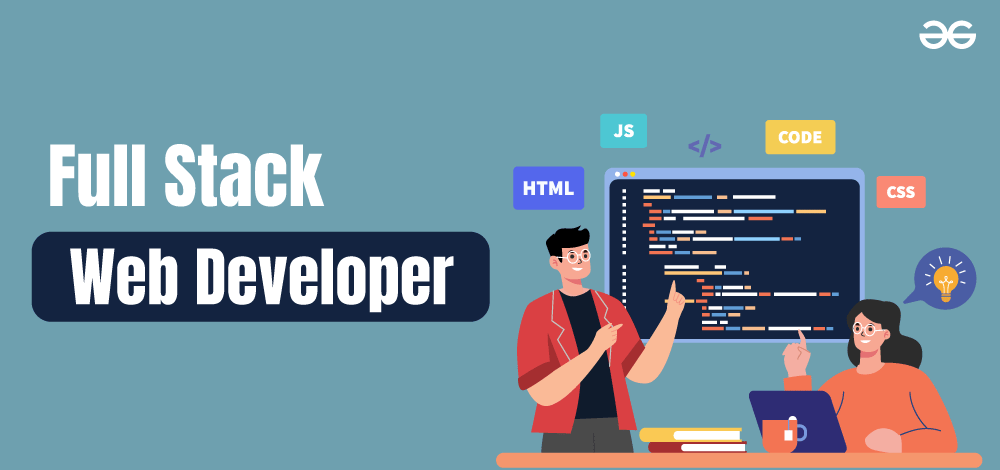 Full Stack
Web Developer
JS
</>
CODE
HTML
CSS